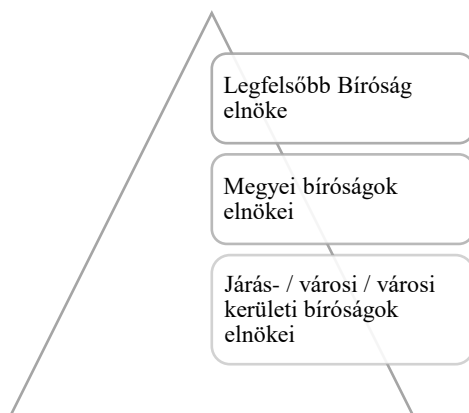 Legfelsőbb Bíróság
elnöke
Megyei bíróságok
elnökei
Járás- / városi / városi
kerületi bíróságok
elnökei